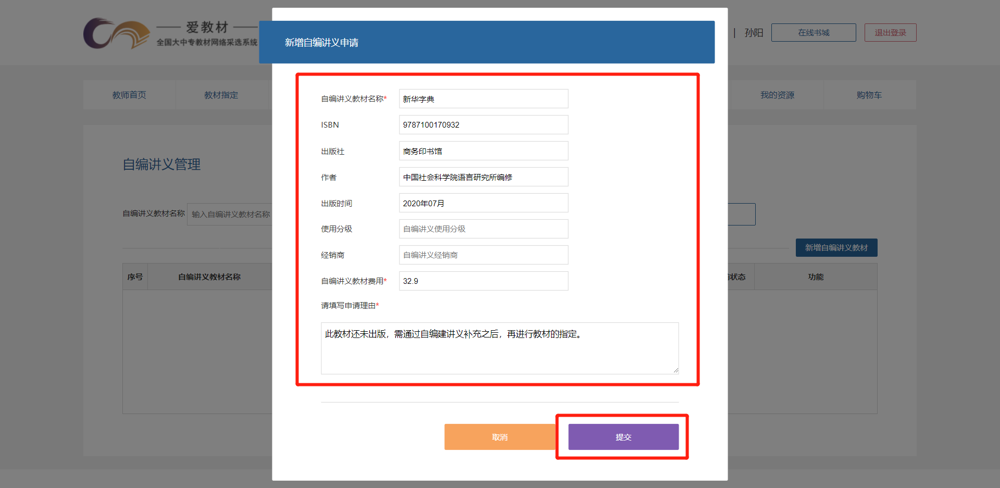 爱教材
全国大中专教材网络采选系统
孙阳
在线书城
退出登录
新增自编讲义申请
教师首页
教材指定
我的资源
购物车
自编讲义管理
自编讲义教材名称
输入自编讲义教材名称
新增自编讲义教材
序号
自编讲义教材名称
状态
功能
自编讲义教材名称*
新华字典
ISBN
9787100170932
出版社
商务印书馆
作者
中国社会科学院语言研究所编修
出版时间
2020年07月
使用分级
自编讲义使用分级
经销商
自编讲义经销商
自编讲义教材费用*
32.9
请填写申请理由*
此教材还未出版，需通过自编建讲义补充之后，再进行教材的指定。
取消
提交